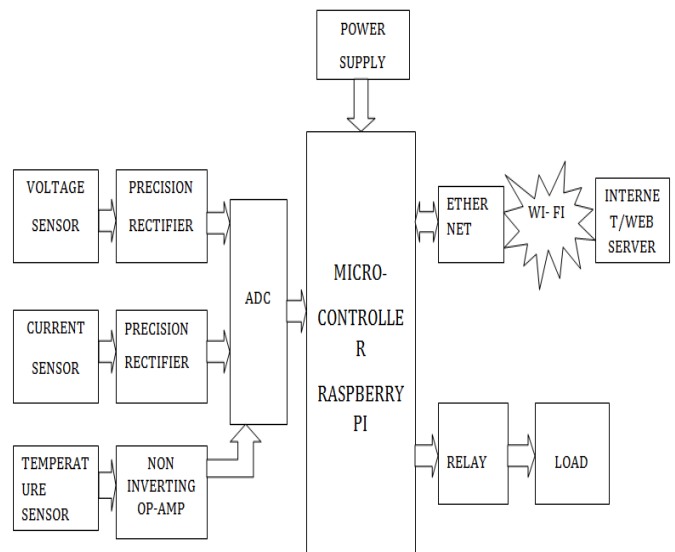 POWER
SUPPLY
VOLTAGE
SENSOR
PRECISION
RECTIFIER
ADC
CURRENT
SENSOR
PRECISION
RECTIFIER
TEMPERAT
URE
SENSOR
NON
INVERTING
OP-AMP
MICRO-
CONTROLLE
R
RASPBERRY
PI
ETHER
NET
WI- FI
INTERNE
T/WEB
SERVER
RELAY
LOAD